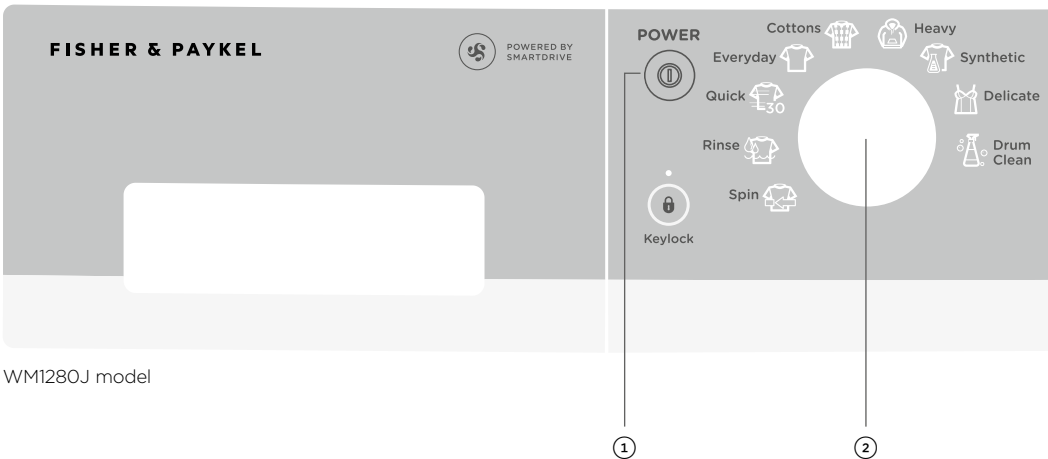 FISHER & PAYKEL
POWERED BY
SMARTDRIVE
POWER
Cottons
Heavy
Everyday
Synthetic
Quick
30
Delicate
Rinse
Drum
Clean
Spin
Keylock
WM1280J model
1
2